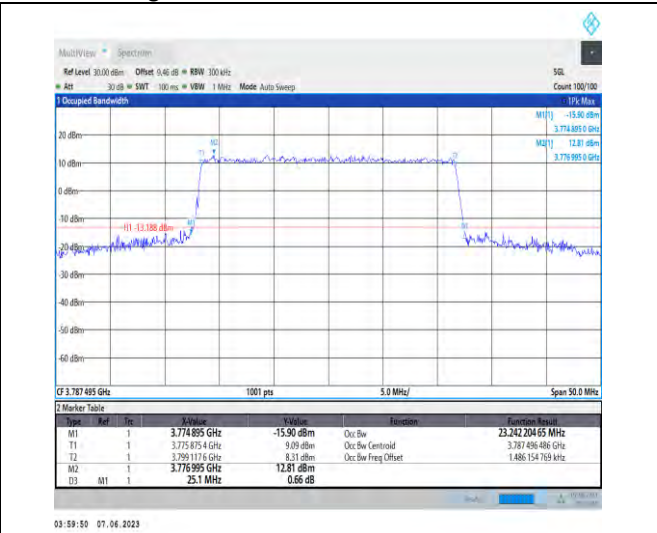 MultiView Spectrum
Ref Level 30.00 dBm Offset 9.46 dB RBW 300 kHz SGL
Att 30 dB SWT 100 ms VBW 1 MHz Mode Auto Sweep Count 100/100
1 Occupied Bandwidth 1Pk Max
M1[1] -15.90 dBm
3.774 895 0 GHz
M2[1] 12.81 dBm
3.776 995 0 GHz
20 dBm
M2
T1
T2
10 dBm
0 dBm
-10 dBm
M1
H1 -13.188 dBm
-20 dBm
-30 dBm
-40 dBm
-50 dBm
-60 dBm
CF 3.787 495 GHz 1001 pts 5.0 MHz/ Span 50.0 MHz
2 Marker Table
Type Ref Trc X-Value Y-Value Function Function Result
M1 1 3.774 895 GHz -15.90 dBm Occ Bw 23.242 204 65 MHz
T1 1 3.775 875 4 GHz 9.09 dBm Occ Bw Centroid 3.787 496 486 GHz
T2 1 3.799 117 6 GHz 8.31 dBm Occ Bw Freq Offset 1.486 154 769 kHz
M2 1 3.776 995 GHz 12.81 dBm
D3 M1 1 25.1 MHz 0.66 dB
03:59:50 07.06.2023